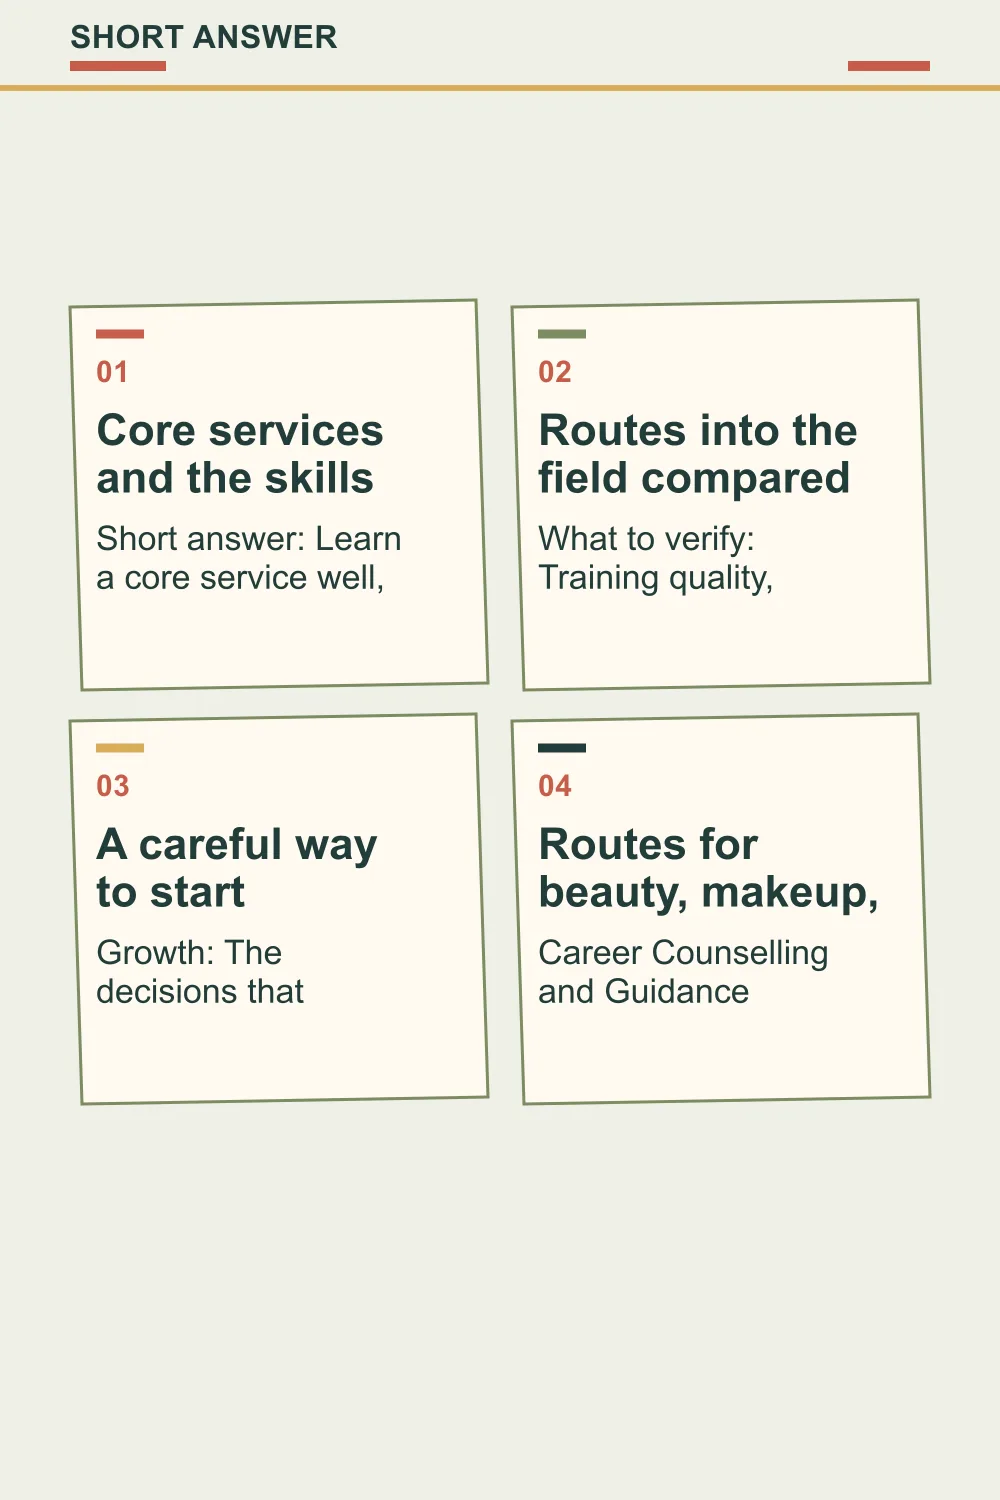 SHORT ANSWER
01
Core services
and the skills
Short answer: Learn
a core service well,
02
Routes into the
field compared
What to verify:
Training quality,
03
A careful way
to start
Growth: The
decisions that
04
Routes for
beauty, makeup,
Career Counselling
and Guidance